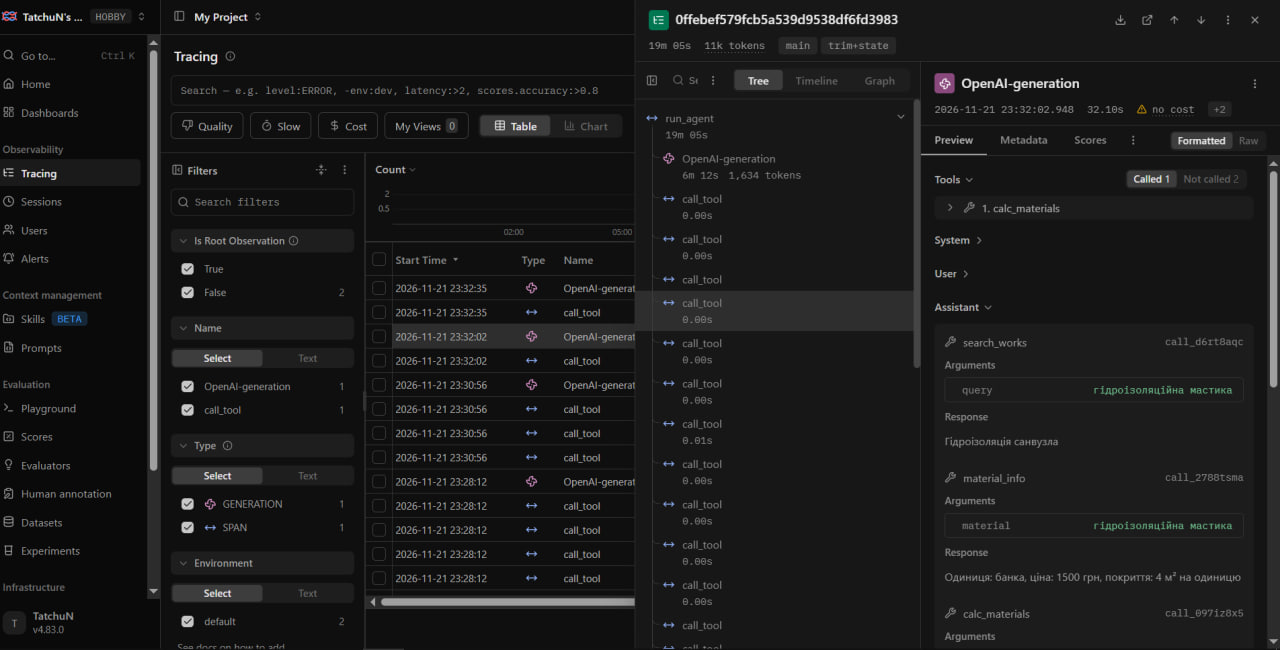 TatchuN's ... HOBBY
My Project
Go to... Ctrl K
Home
Dashboards
Observability
Tracing
Sessions
Users
Alerts
Context management
Skills BETA
Prompts
Evaluation
Playground
Scores
Evaluators
Human annotation
Datasets
Experiments
Infrastructure
T TatchuN
v4.83.0
Tracing
Search — e.g. level:ERROR, -env:dev, latency:>2, scores.accuracy:>0.8
Quality Slow Cost My Views 0 Table Chart
Filters
Search filters
Is Root Observation
True
False 2
Name
Select Text
OpenAI-generation 1
call_tool 1
Type
Select Text
GENERATION 1
SPAN 1
Environment
Select Text
default 2
See docs on how to add
Count
2
0.5
02:00 05:00
Start Time Type Name
2026-11-21 23:32:35 OpenAI-generat
2026-11-21 23:32:35 call_tool
2026-11-21 23:32:02 OpenAI-generat
2026-11-21 23:32:02 call_tool
2026-11-21 23:30:56 OpenAI-generat
2026-11-21 23:30:56 call_tool
2026-11-21 23:30:56 call_tool
2026-11-21 23:30:56 call_tool
2026-11-21 23:28:12 OpenAI-generat
2026-11-21 23:28:12 call_tool
2026-11-21 23:28:12 call_tool
2026-11-21 23:28:12 call_tool
2026-11-21 23:28:12 call_tool
0ffebef579fcb5a539d9538df6fd3983
19m 05s 11k tokens main trim+state
Se Tree Timeline Graph
run_agent
19m 05s
OpenAI-generation
6m 12s 1,634 tokens
call_tool
0.00s
call_tool
0.00s
call_tool
call_tool
0.00s
call_tool
0.00s
call_tool
0.00s
call_tool
0.01s
call_tool
0.00s
call_tool
0.00s
call_tool
0.00s
call_tool
0.00s
call_tool
call_tool
OpenAI-generation
2026-11-21 23:32:02.948 32.10s no cost +2
Preview Metadata Scores Formatted Raw
Tools Called 1 Not called 2
1. calc_materials
System
User
Assistant
search_works call_d6rt8aqc
Arguments
query гідроізоляційна мастика
Response
Гідроізоляція санвузла
material_info call_2788tsma
Arguments
material гідроізоляційна мастика
Response
Одиниця: банка, ціна: 1500 грн, покриття: 4 м² на одиницю
calc_materials call_097iz8x5
Arguments